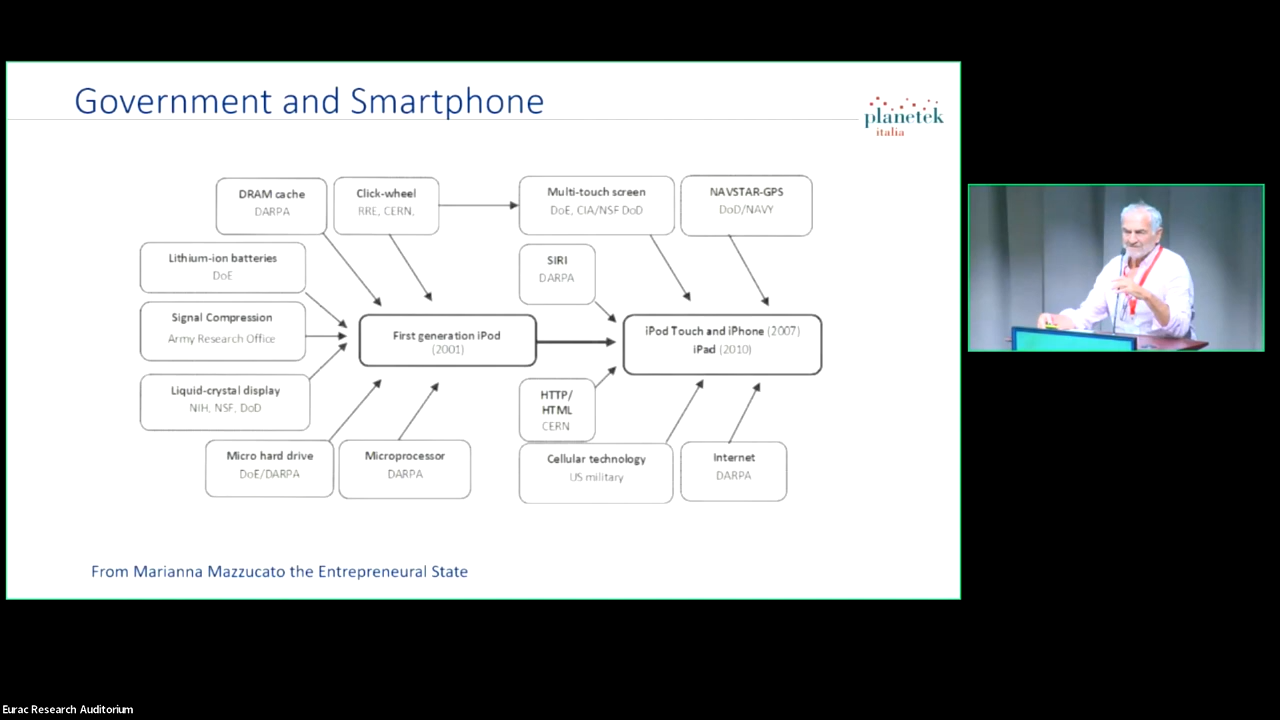 Government and Smartphone
planetek
italia
DRAM cache
DARPA
Click-wheel
RRE, CERN,
Multi-touch screen
DoE, CIA/NSF DoD
NAVSTAR-GPS
DoD/NAVY
Lithium-ion batteries
DoE
SIRI
DARPA
Signal Compression
Army Research Office
First generation iPod
(2001)
iPod Touch and iPhone (2007)
iPad (2010)
Liquid-crystal display
NIH, NSF, DoD
HTTP/
HTML
CERN
Micro hard drive
DoE/DARPA
Microprocessor
DARPA
Cellular technology
US military
Internet
DARPA
From Marianna Mazzucato the Entrepreneural State
Eurac Research Auditorium